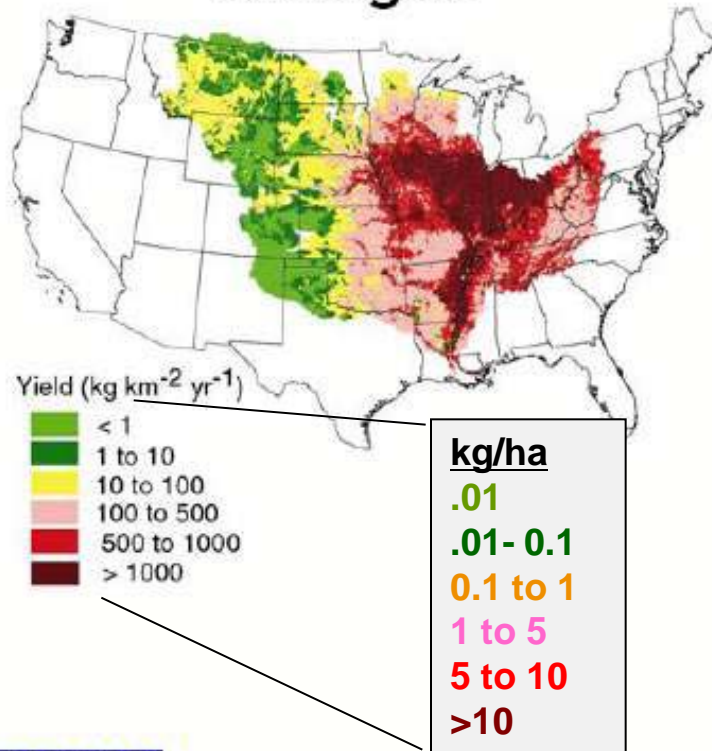 Yield (kg km⁻² yr⁻¹)
< 1
1 to 10
10 to 100
100 to 500
500 to 1000
> 1000
kg/ha
.01
.01- 0.1
0.1 to 1
1 to 5
5 to 10
>10